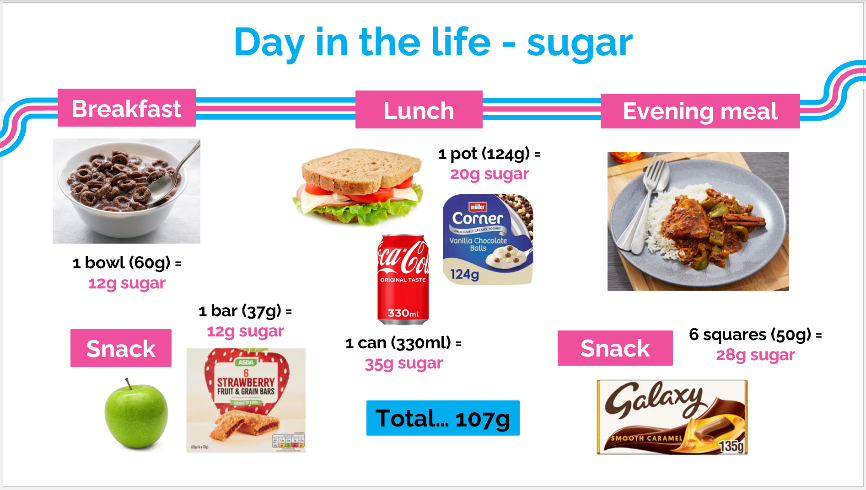 Day in the life - sugar
Breakfast
1 bowl (60g) =
12g sugar
Snack
1 bar (37g) =
12g sugar
ASDA
6
STRAWBERRY
FRUIT & GRAIN BARS
Lunch
1 pot (124g) =
20g sugar
müller
Corner
Vanilla Chocolate
Balls
124g
ca-Col
ORIGINAL TASTE
330ml
1 can (330ml) =
35g sugar
Total... 107g
Evening meal
Snack
6 squares (50g) =
28g sugar
Galaxy
SMOOTH CARAMEL
135g